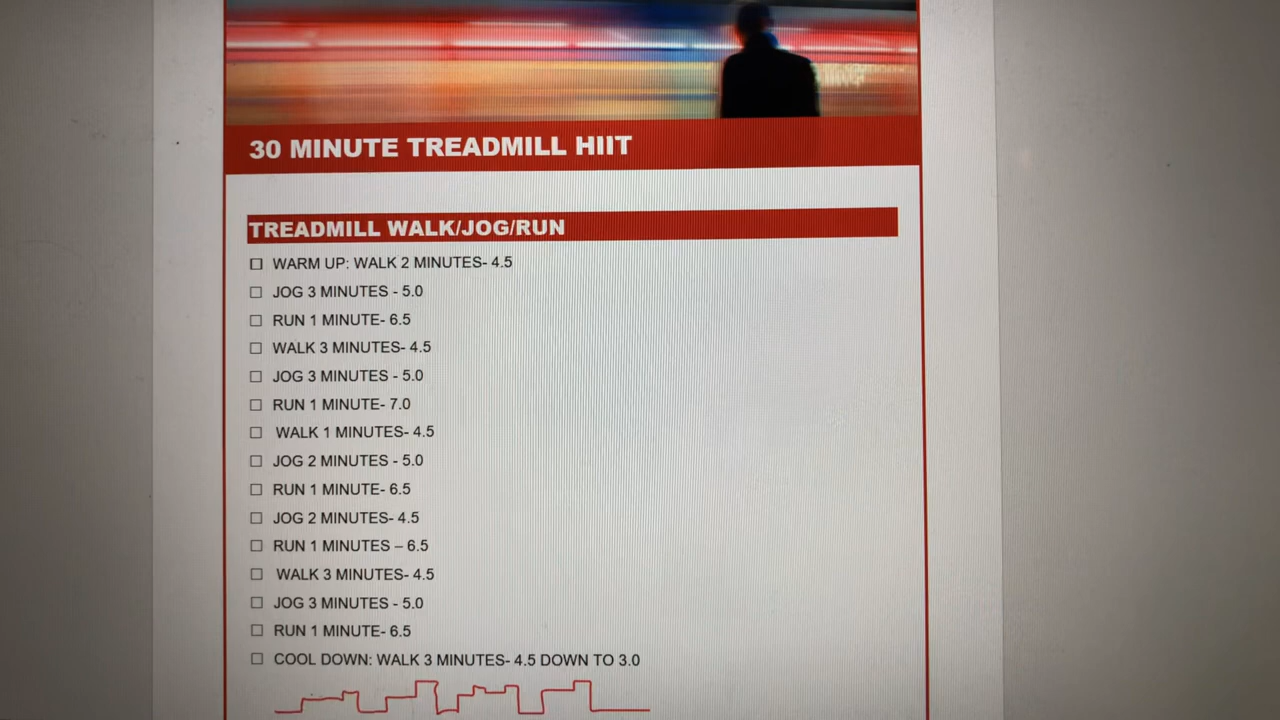 30 MINUTE TREADMILL HIIT
TREADMILL WALK/JOG/RUN
☐ WARM UP: WALK 2 MINUTES- 4.5
☐ JOG 3 MINUTES - 5.0
☐ RUN 1 MINUTE- 6.5
☐ WALK 3 MINUTES- 4.5
☐ JOG 3 MINUTES - 5.0
☐ RUN 1 MINUTE- 7.0
☐ WALK 1 MINUTES- 4.5
☐ JOG 2 MINUTES - 5.0
☐ RUN 1 MINUTE- 6.5
☐ JOG 2 MINUTES- 4.5
☐ RUN 1 MINUTES – 6.5
☐ WALK 3 MINUTES- 4.5
☐ JOG 3 MINUTES - 5.0
☐ RUN 1 MINUTE- 6.5
☐ COOL DOWN: WALK 3 MINUTES- 4.5 DOWN TO 3.0